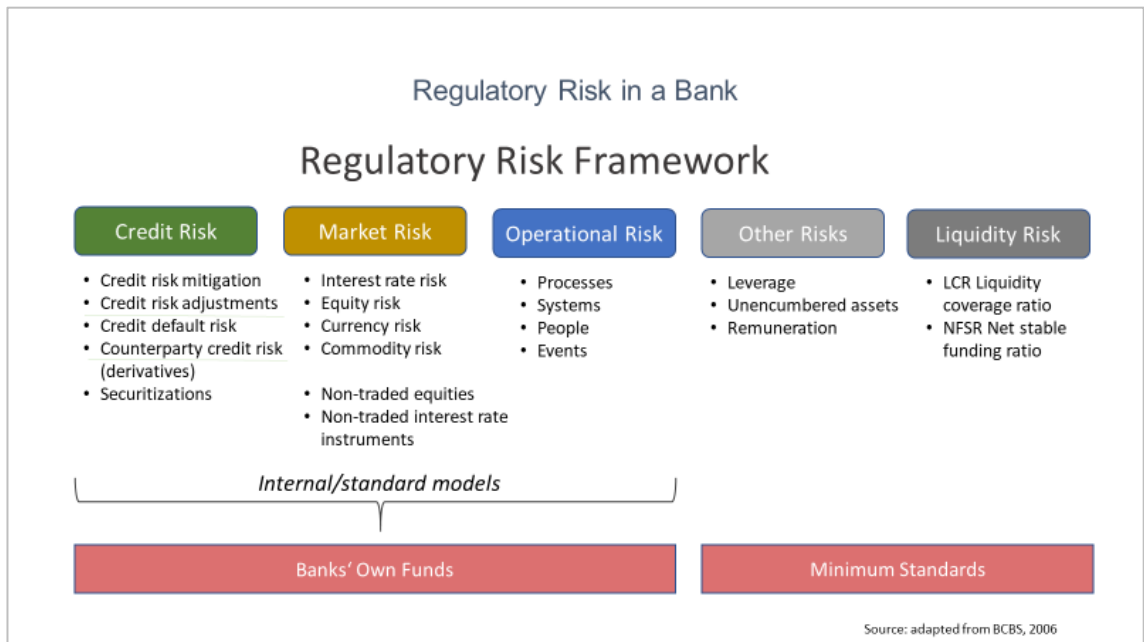 Regulatory Risk in a Bank
Regulatory Risk Framework
Credit Risk
• Credit risk mitigation
• Credit risk adjustments
• Credit default risk
• Counterparty credit risk
(derivatives)
• Securitizations
Market Risk
• Interest rate risk
• Equity risk
• Currency risk
• Commodity risk
• Non-traded equities
• Non-traded interest rate
instruments
Operational Risk
• Processes
• Systems
• People
• Events
Other Risks
• Leverage
• Unencumbered assets
• Remuneration
Liquidity Risk
• LCR Liquidity
coverage ratio
• NFSR Net stable
funding ratio
Internal/standard models
Banks‘ Own Funds
Minimum Standards
Source: adapted from BCBS, 2006